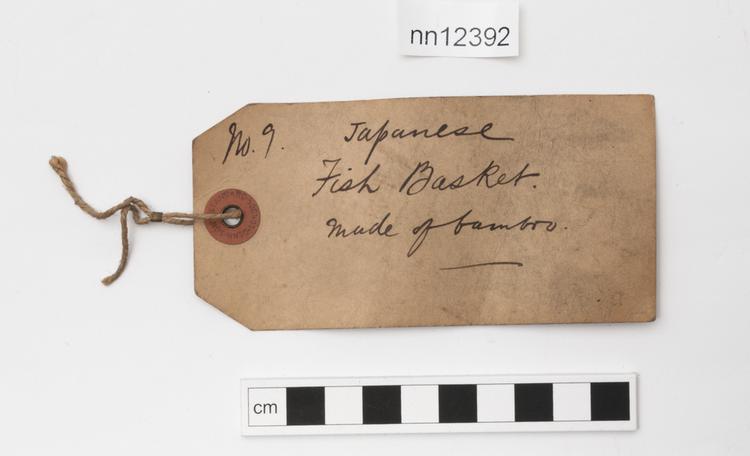 nn12392
No. 9. Japanese
Fish Basket.
made of bamboo.
cm